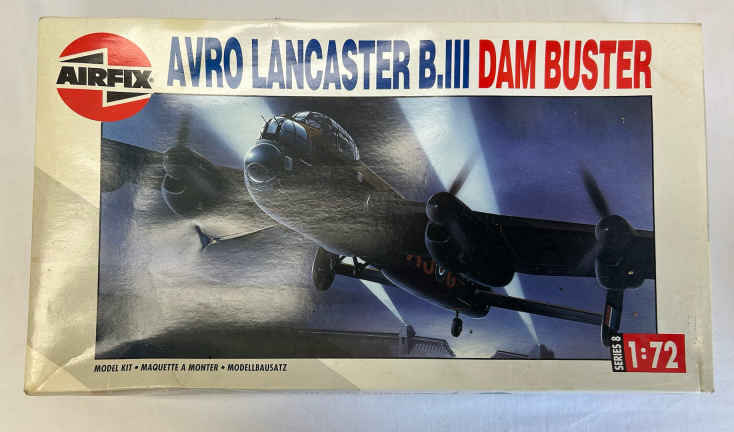 AIRFIX
AVRO LANCASTER B.III DAM BUSTER
MODEL KIT • MAQUETTE A MONTER • MODELLBAUSATZ
SERIES 8
1:72